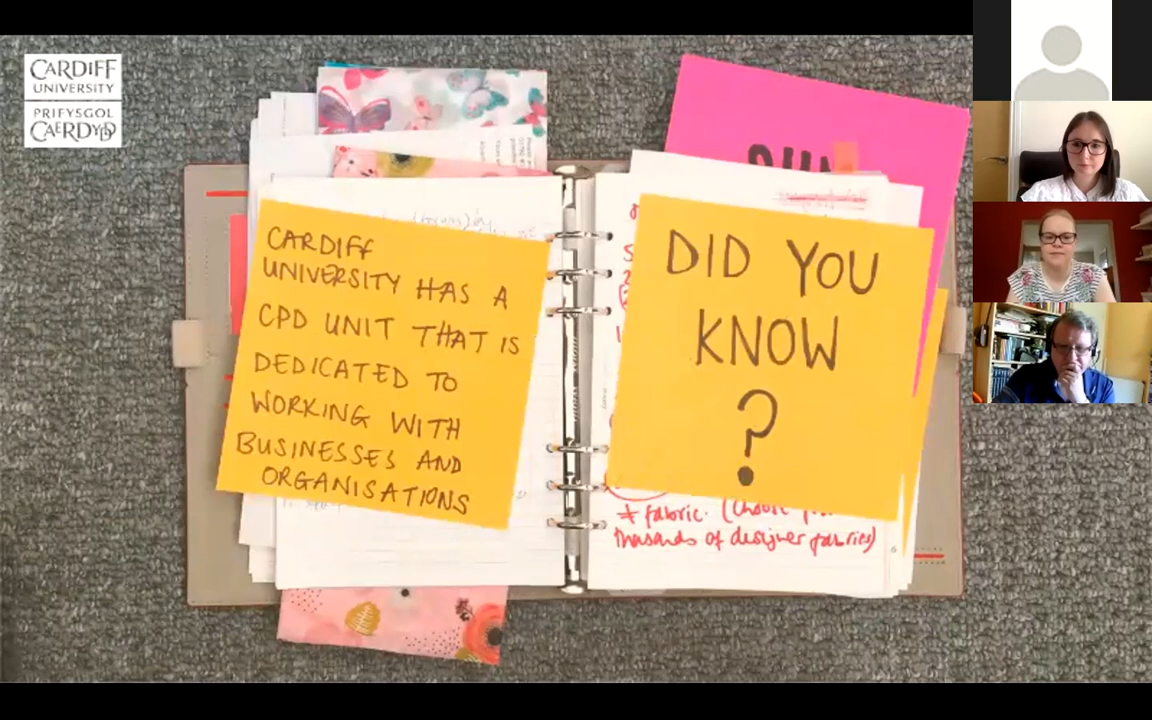 CARDIFF
UNIVERSITY
PRIFYSGOL
CAERDYDD
CARDIFF
UNIVERSITY HAS A
CPD UNIT THAT IS
DEDICATED TO
WORKING WITH
BUSINESSES AND
ORGANISATIONS
DID YOU
KNOW
?
fabric. (Choose
thousands of designer fabrics)